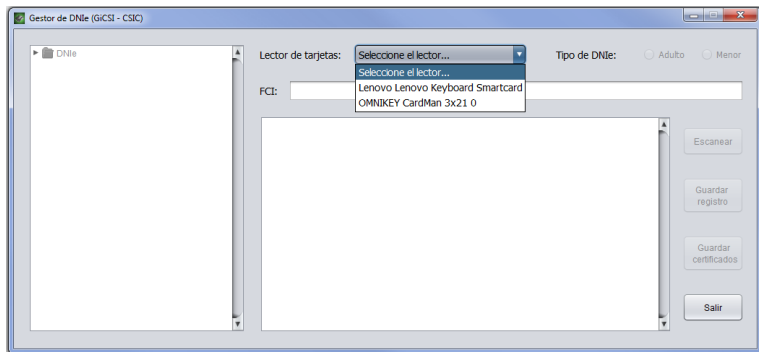 Gestor de DNIe (GiCSI - CSIC)
DNIe
Lector de tarjetas: Seleccione el lector... Tipo de DNIe: Adulto Menor
Seleccione el lector...
Lenovo Lenovo Keyboard Smartcard
OMNIKEY CardMan 3x21 0
FCI:
Escanear
Guardar
registro
Guardar
certificados
Salir